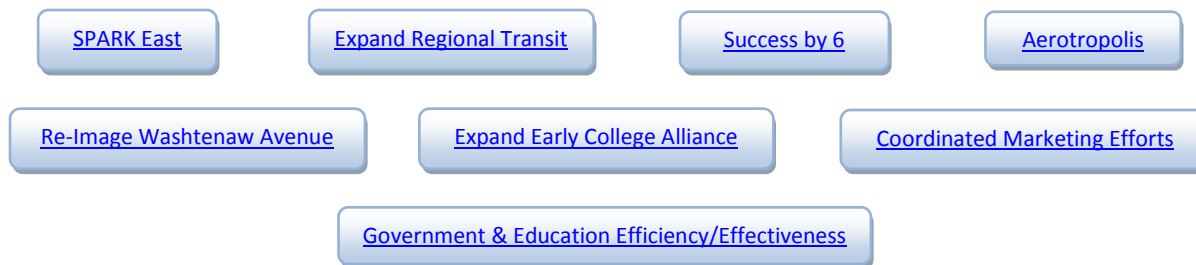 SPARK East
Expand Regional Transit
Success by 6
Aerotropolis
Re-Image Washtenaw Avenue
Expand Early College Alliance
Coordinated Marketing Efforts
Government & Education Efficiency/Effectiveness